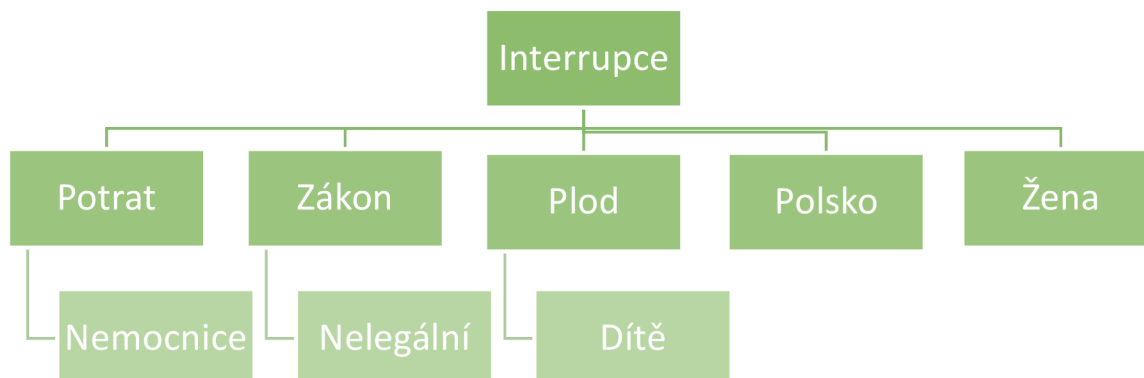 Interrupce
Potrat
Zákon
Plod
Polsko
Žena
Nemocnice
Nelegální
Dítě